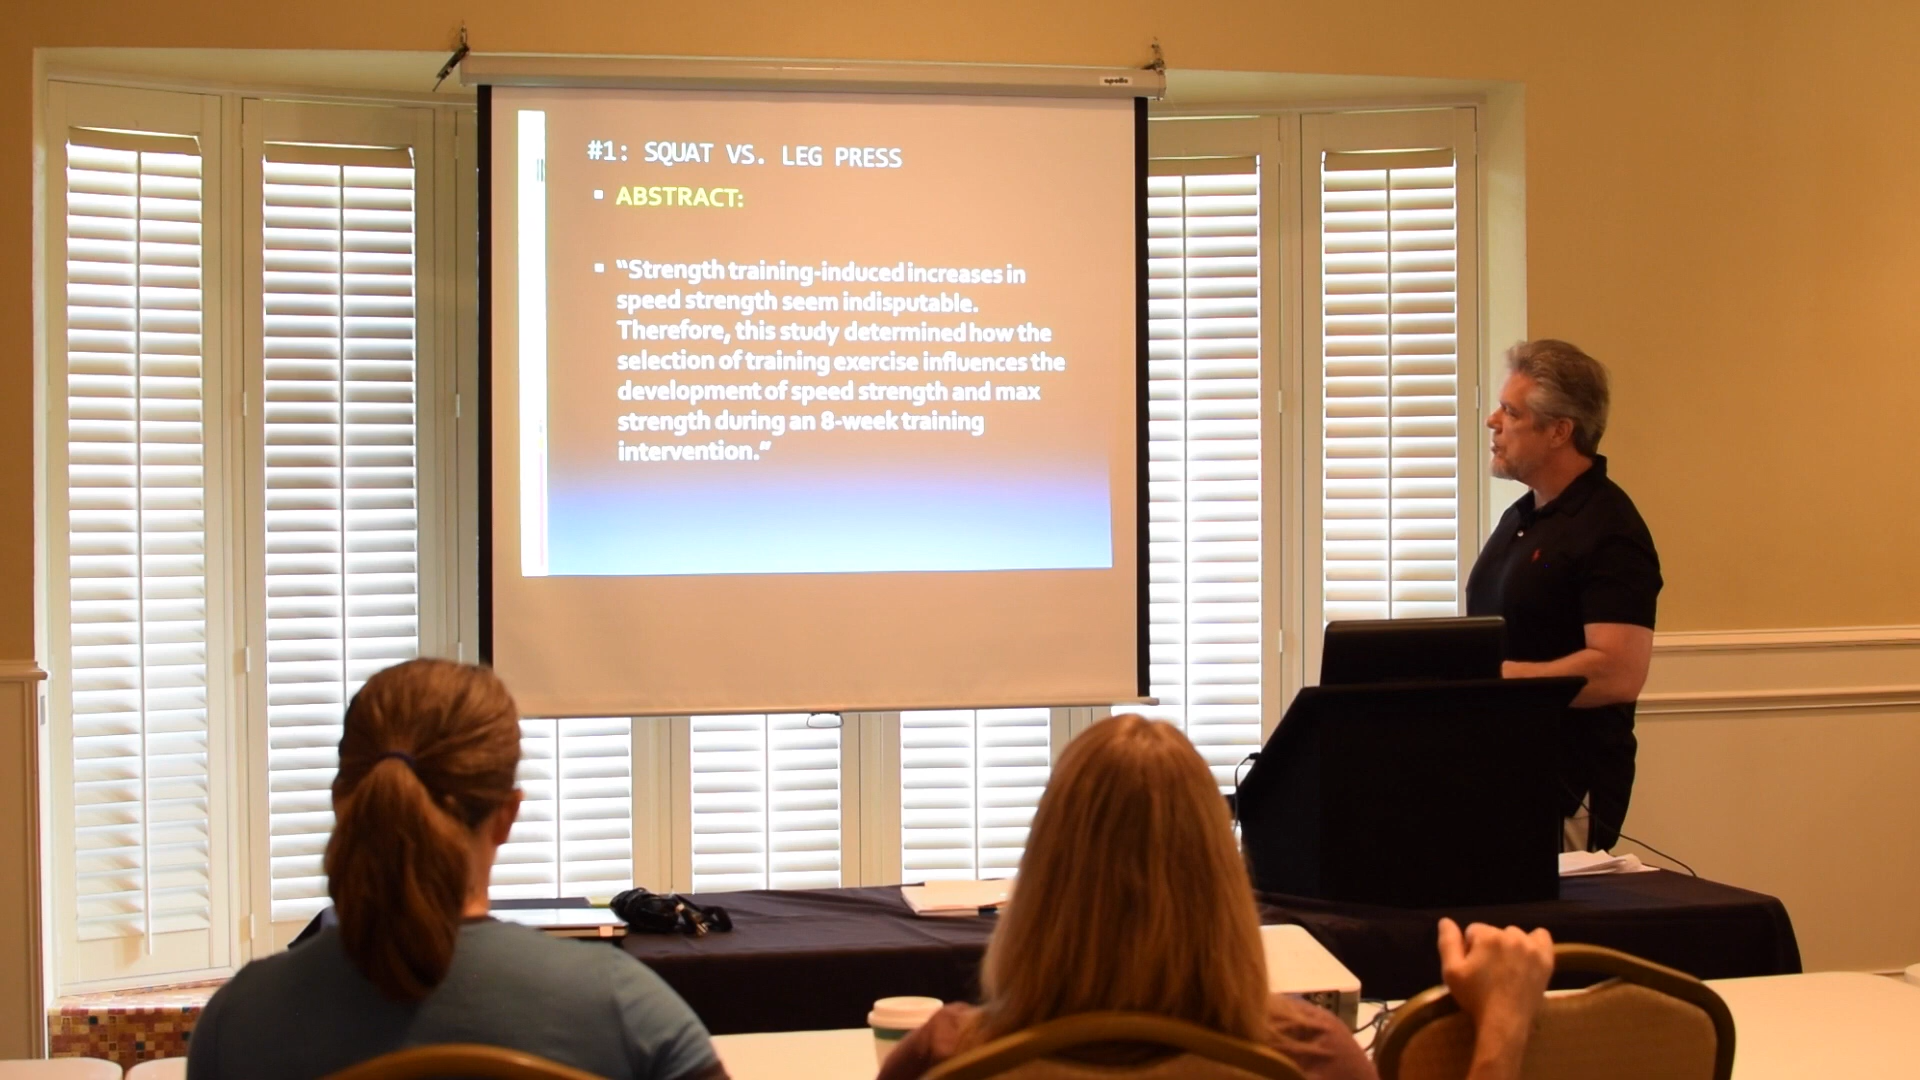 apollo
#1: SQUAT VS. LEG PRESS
▪ ABSTRACT:
▪ “Strength training-induced increases in
speed strength seem indisputable.
Therefore, this study determined how the
selection of training exercise influences the
development of speed strength and max
strength during an 8-week training
intervention.”